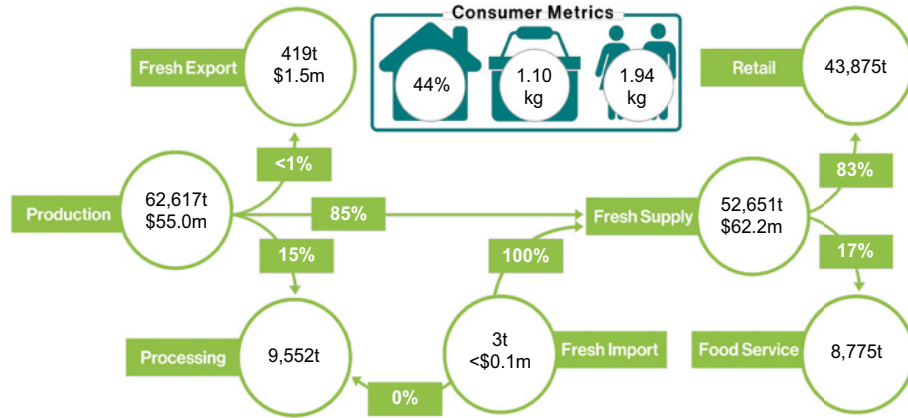 Consumer Metrics
Fresh Export
419t
$1.5m
44%
1.10
kg
1.94
kg
Retail
43,875t
<1%
83%
Production
62,617t
$55.0m
85%
Fresh Supply
52,651t
$62.2m
15%
100%
17%
Processing
9,552t
3t
<$0.1m
Fresh Import
Food Service
8,775t
0%